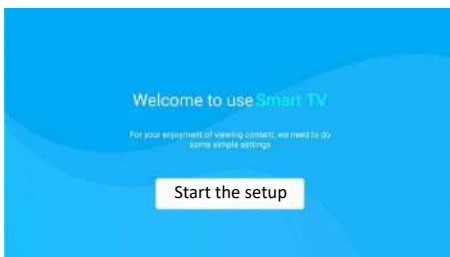 Welcome to use Smart TV
For your enjoyment of viewing content, we need to do
some simple settings
Start the setup